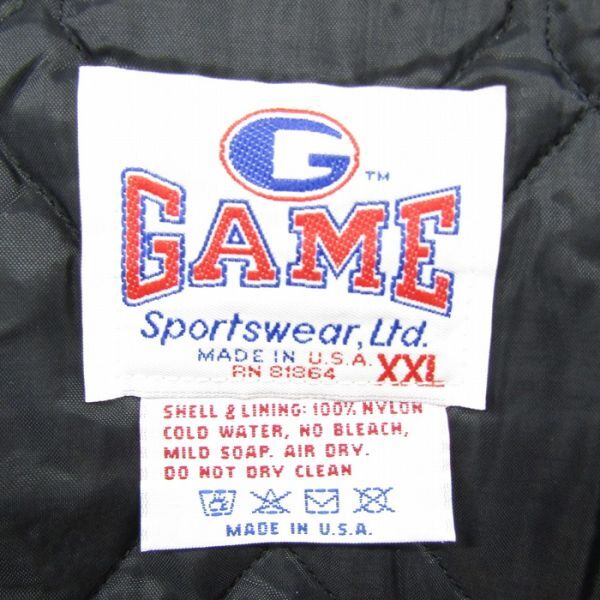 G
™
GAME
Sportswear, Ltd.
MADE IN U.S.A.
RN 81864 XXL
SHELL & LINING: 100% NYLON
COLD WATER, NO BLEACH,
MILD SOAP. AIR DRY.
DO NOT DRY CLEAN
MADE IN U.S.A.